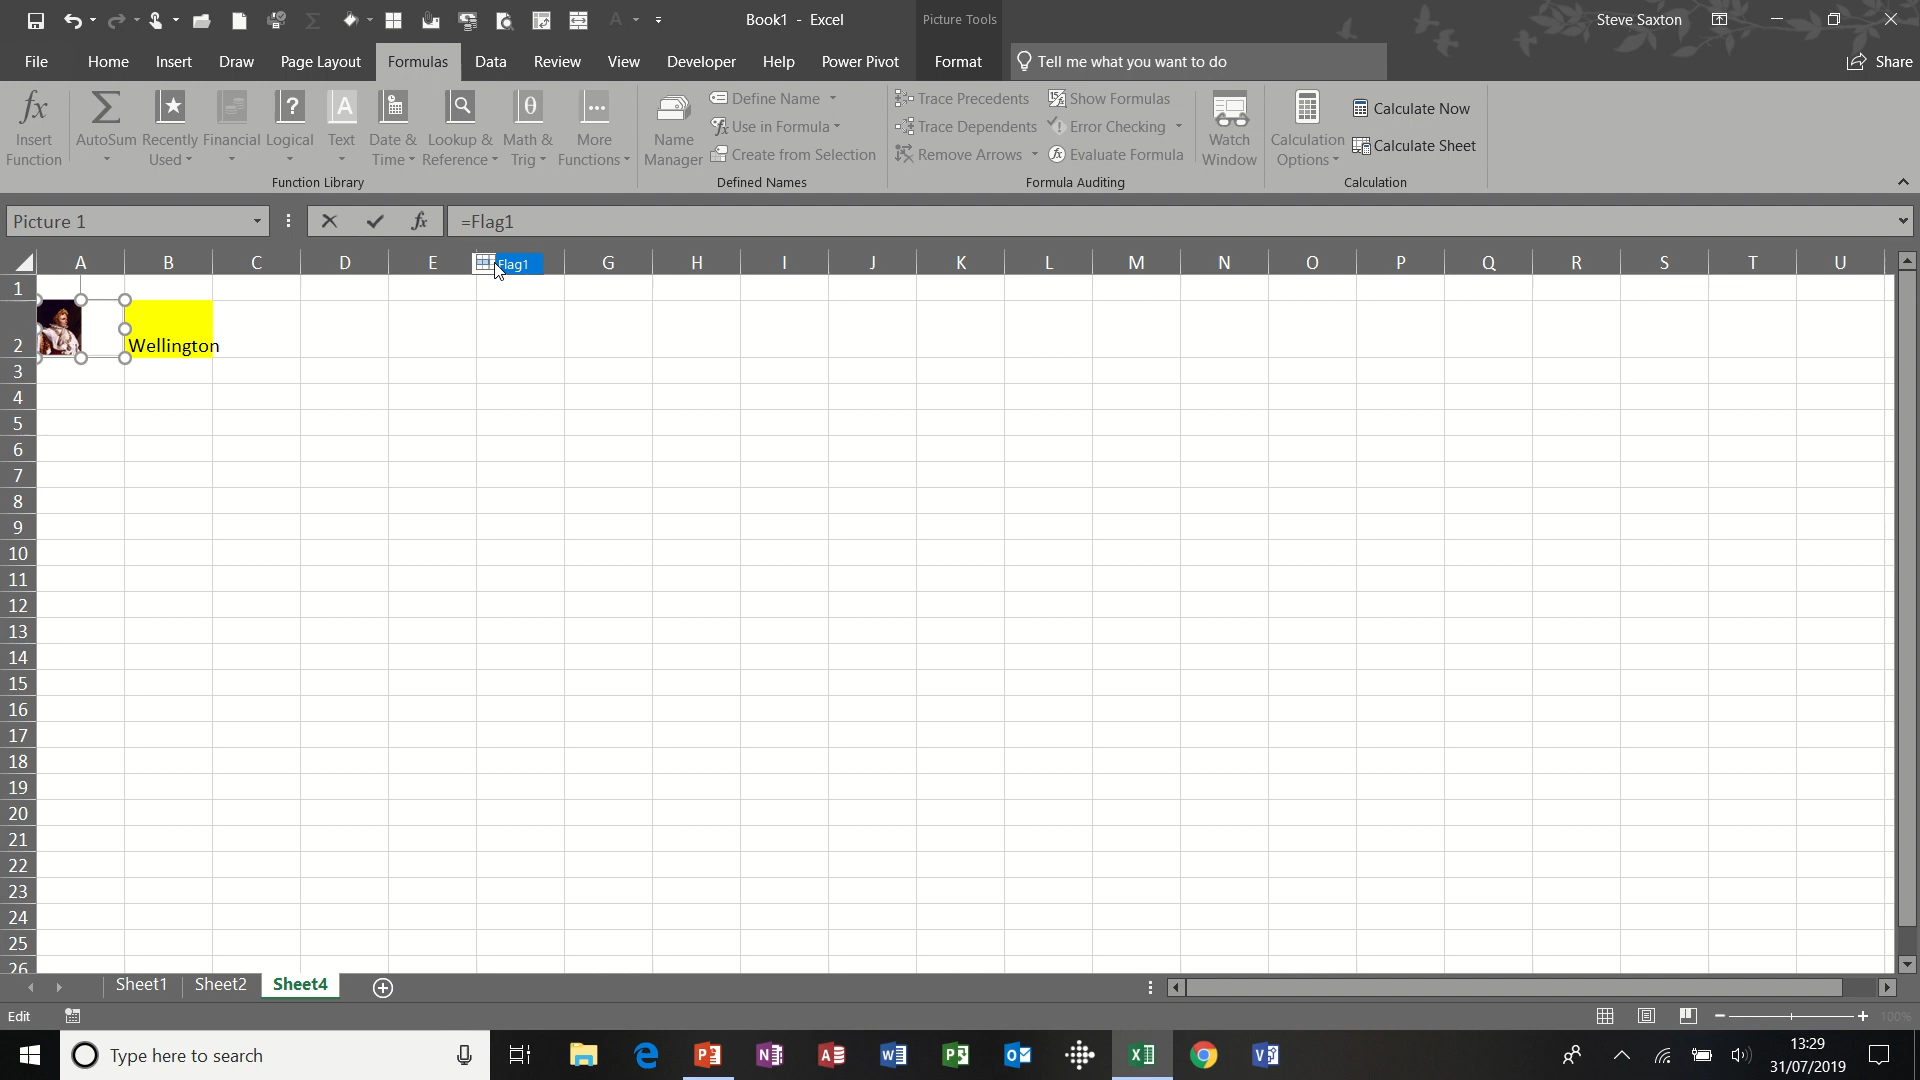 Book1 - Excel
Picture Tools
Steve Saxton
File Home Insert Draw Page Layout Formulas Data Review View Developer Help Power Pivot Format Tell me what you want to do Share
fx Σ ? A θ
Insert Function
AutoSum
Recently Used
Financial
Logical
Text
Date & Time
Lookup & Reference
Math & Trig
More Functions
Function Library
Name Manager
Define Name
Use in Formula
Create from Selection
Defined Names
Trace Precedents
Trace Dependents
Remove Arrows
Show Formulas
Error Checking
Evaluate Formula
Formula Auditing
Watch Window
Calculation Options
Calculate Now
Calculate Sheet
Calculation
Picture 1 fx =Flag1
A B C D E Flag1 G H I J K L M N O P Q R S T U
1
2 Wellington
3
4
5
6
7
8
9
10
11
12
13
14
15
16
17
18
19
20
21
22
23
24
25
26
Sheet1 Sheet2 Sheet4
Edit 100%
Type here to search
13:29
31/07/2019